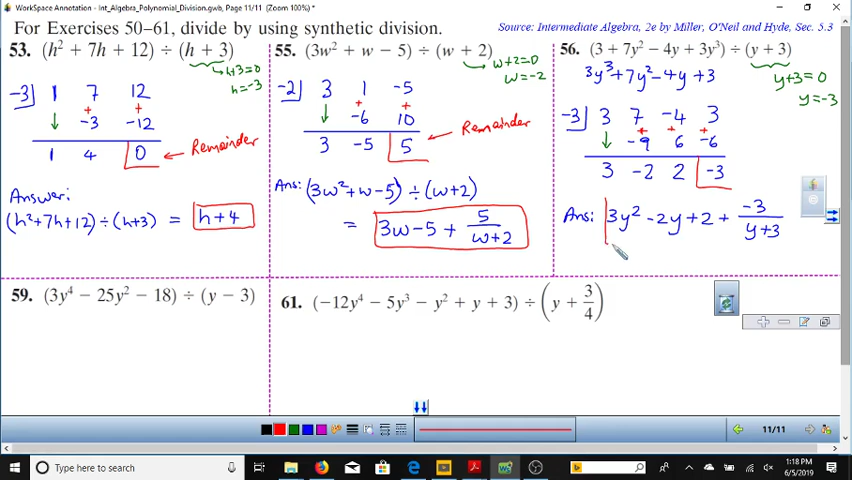 WorkSpace Annotation - Int_Algebra_Polynomial_Division.gwb, Page 11/11
For Exercises 50–61, divide by using synthetic division.
Source: Intermediate Algebra, 2e by Miller, O'Neil and Hyde, Sec. 5.3
53. (h² + 7h + 12) ÷ (h + 3)
h+3=0
h=-3
-3 | 1 7 12
+ +
↓ -3 -12
1 4 0 ← Remainder
Answer:
(h²+7h+12) ÷ (h+3) = h+4
55. (3w² + w − 5) ÷ (w + 2)
w+2=0
w=-2
-2 | 3 1 -5
+ +
↓ -6 10
3 -5 5 ← Remainder
Ans: (3w²+w-5) ÷ (w+2)
= 3w-5 + 5/(w+2)
56. (3 + 7y² − 4y + 3y³) ÷ (y + 3)
3y³+7y²-4y+3
y+3=0
y=-3
-3 | 3 7 -4 3
+ + +
↓ -9 6 -6
3 -2 2 -3
Ans: 3y² -2y+2 + -3/(y+3)
59. (3y⁴ − 25y² − 18) ÷ (y − 3)
61. (−12y⁴ − 5y³ − y² + y + 3) ÷ (y + 3/4)
11/11
Type here to search
1:18 PM
6/5/2019